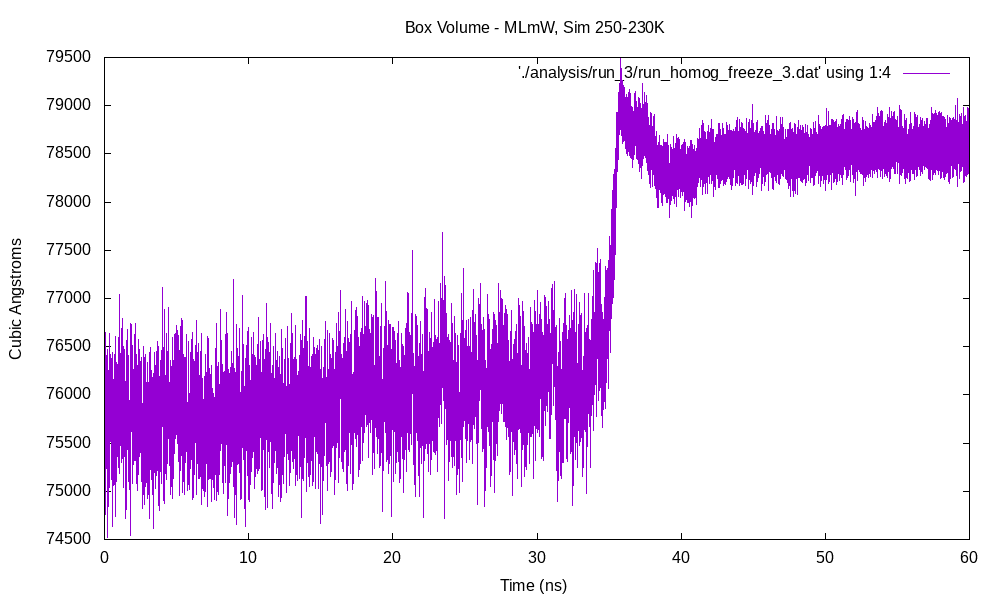 Box Volume - MLmW, Sim 250-230K
'./analysis/run_3/run_homog_freeze_3.dat' using 1:4
79500
79000
78500
78000
77500
77000
76500
76000
75500
75000
74500
Cubic Angstroms
0 10 20 30 40 50 60
Time (ns)